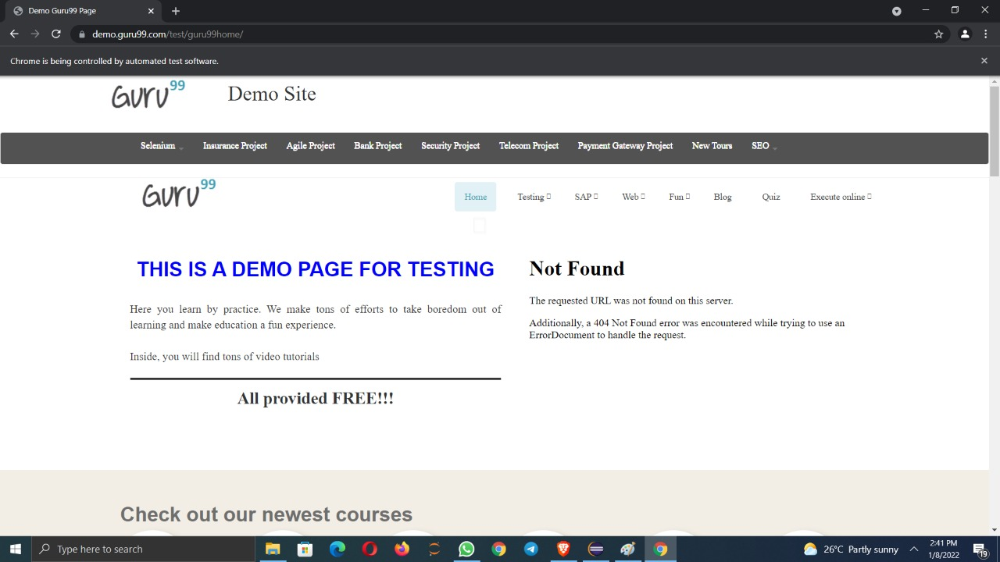 Demo Guru99 Page
demo.guru99.com/test/guru99home/
Chrome is being controlled by automated test software.
Guru99
Demo Site
Selenium Insurance Project Agile Project Bank Project Security Project Telecom Project Payment Gateway Project New Tours SEO
Guru99
Home Testing SAP Web Fun Blog Quiz Execute online
THIS IS A DEMO PAGE FOR TESTING
Here you learn by practice. We make tons of efforts to take boredom out of
learning and make education a fun experience.
Inside, you will find tons of video tutorials
All provided FREE!!!
Not Found
The requested URL was not found on this server.
Additionally, a 404 Not Found error was encountered while trying to use an
ErrorDocument to handle the request.
Check out our newest courses
Type here to search
26°C Partly sunny
2:41 PM
1/8/2022
19